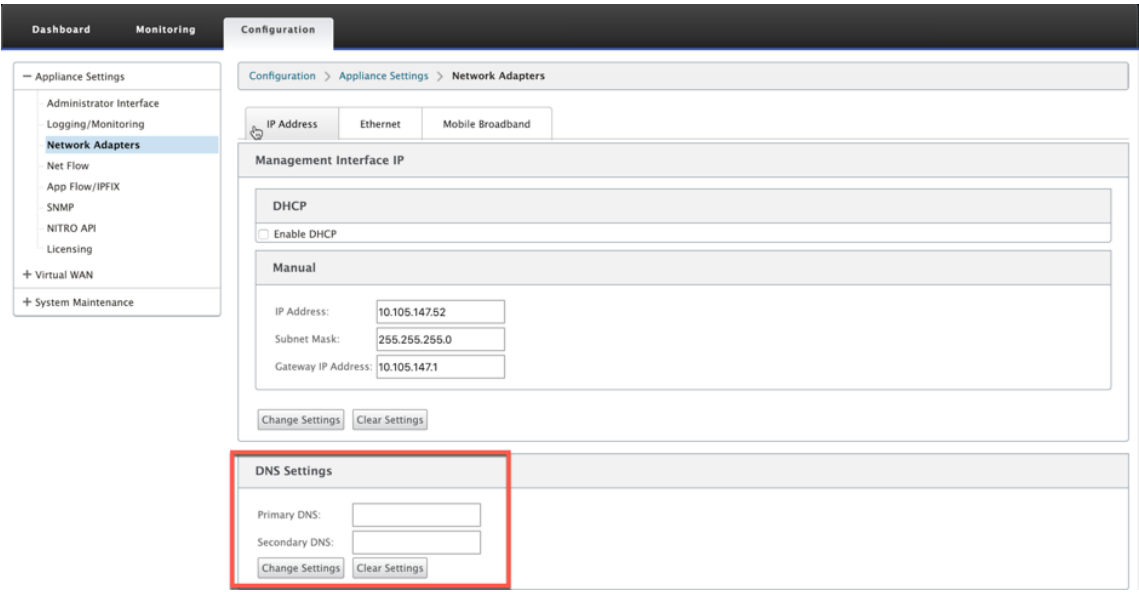 Dashboard Monitoring Configuration
− Appliance Settings
Administrator Interface
Logging/Monitoring
Network Adapters
Net Flow
App Flow/IPFIX
SNMP
NITRO API
Licensing
+ Virtual WAN
+ System Maintenance
Configuration > Appliance Settings > Network Adapters
IP Address Ethernet Mobile Broadband
Management Interface IP
DHCP
Enable DHCP
Manual
IP Address: 10.105.147.52
Subnet Mask: 255.255.255.0
Gateway IP Address: 10.105.147.1
Change Settings Clear Settings
DNS Settings
Primary DNS:
Secondary DNS:
Change Settings Clear Settings